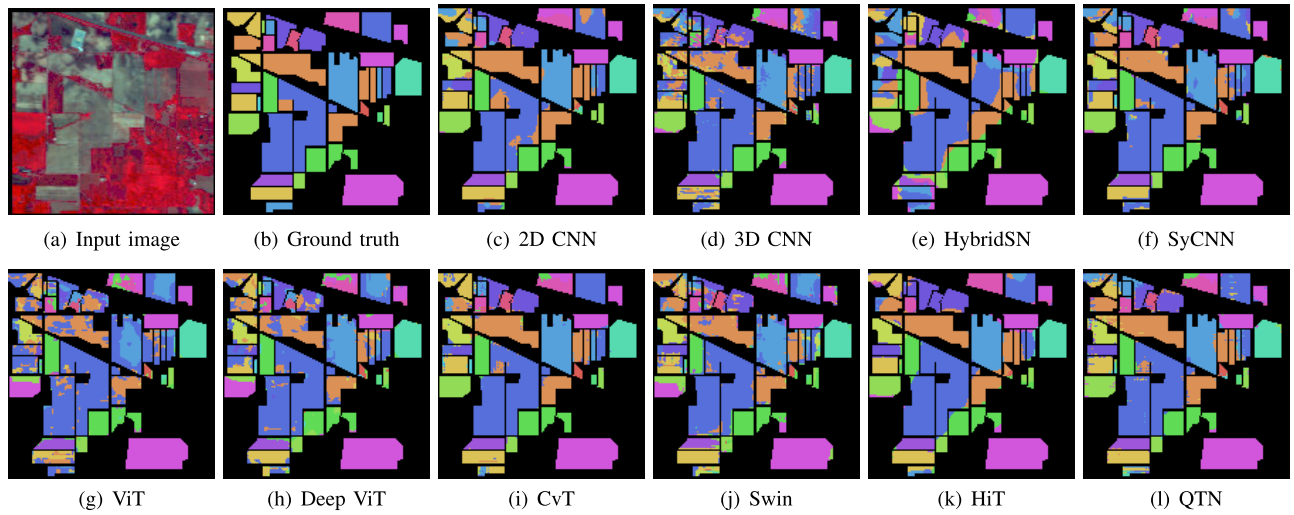 (a) Input image
(b) Ground truth
(c) 2D CNN
(d) 3D CNN
(e) HybridSN
(f) SyCNN
(g) ViT
(h) Deep ViT
(i) CvT
(j) Swin
(k) HiT
(l) QTN